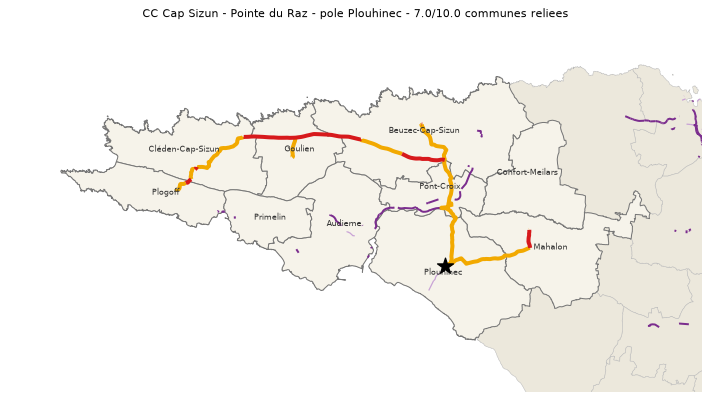 CC Cap Sizun - Pointe du Raz - pole Plouhinec - 7.0/10.0 communes reliees
Beuzec-Cap-Sizun
Cléden-Cap-Sizun
Goulien
Confort-Meilars
Pont-Croix
Plogoff
Primelin
Audierne
Mahalon
Plouhinec